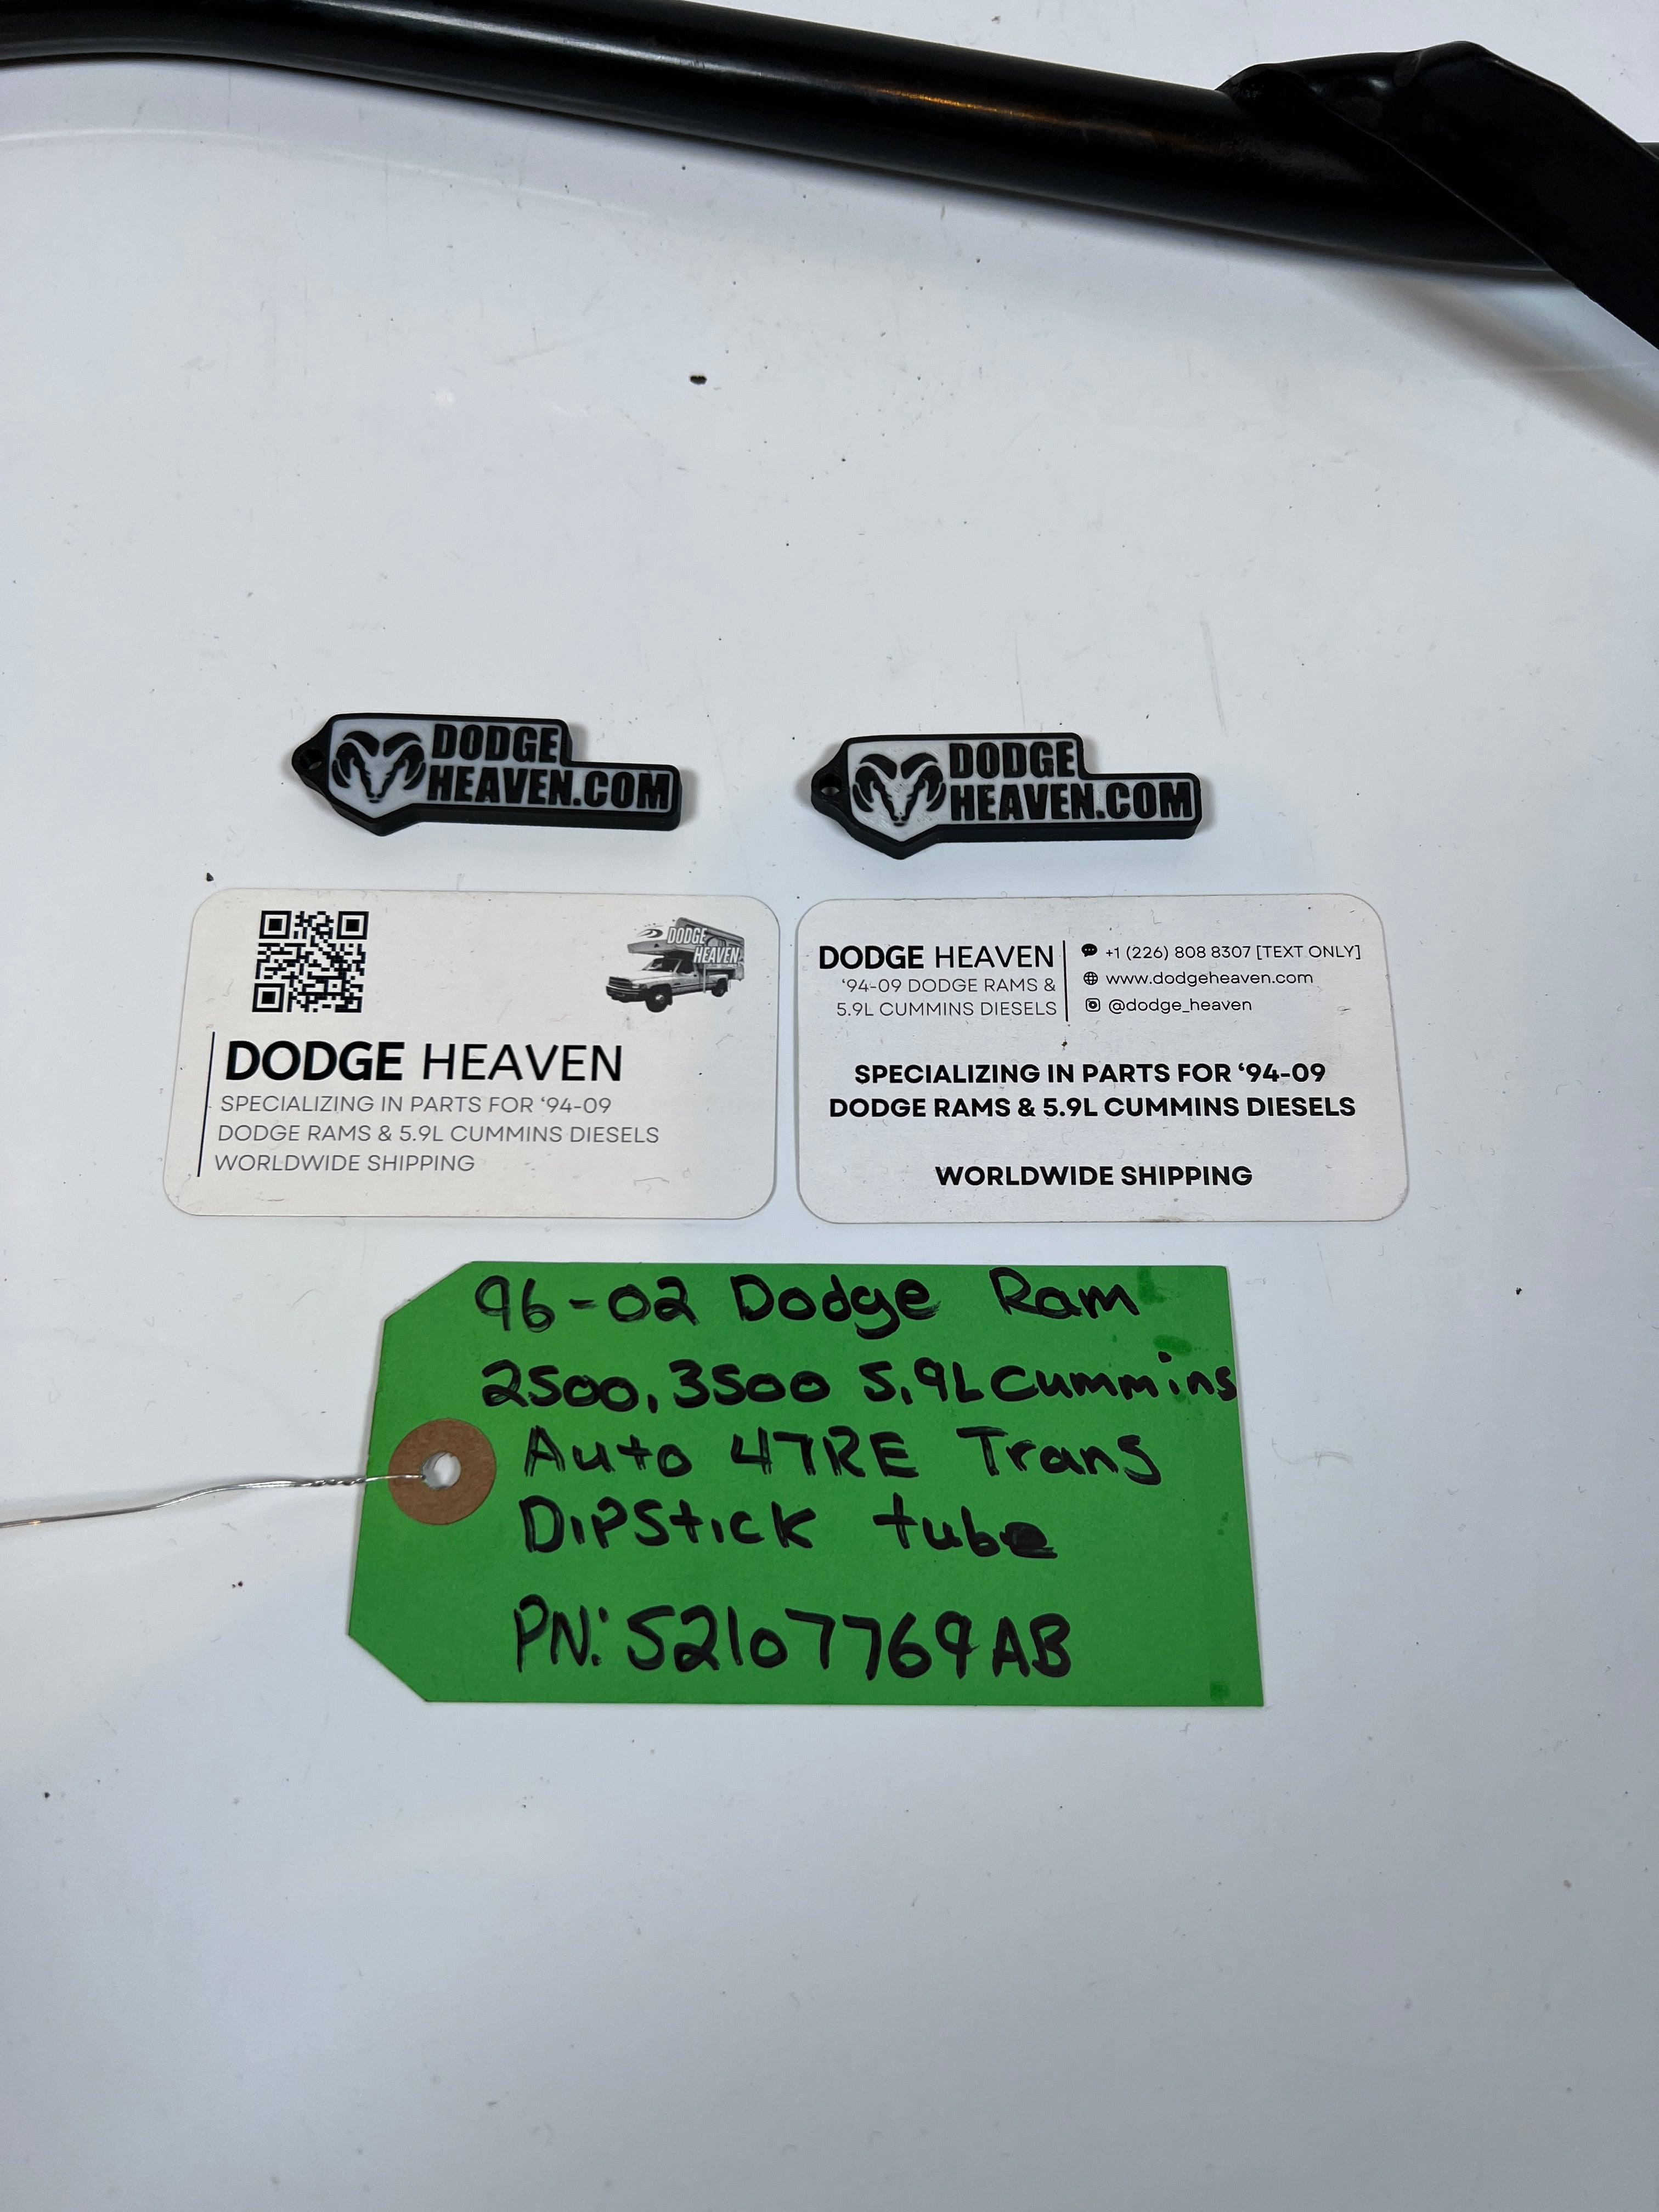 DODGE
HEAVEN.COM
DODGE
HEAVEN.COM
DODGE
HEAVEN
DODGE HEAVEN
SPECIALIZING IN PARTS FOR ‘94-09
DODGE RAMS & 5.9L CUMMINS DIESELS
WORLDWIDE SHIPPING
DODGE HEAVEN
‘94-09 DODGE RAMS &
5.9L CUMMINS DIESELS
+1 (226) 808 8307 [TEXT ONLY]
www.dodgeheaven.com
@dodge_heaven
SPECIALIZING IN PARTS FOR ‘94-09
DODGE RAMS & 5.9L CUMMINS DIESELS
WORLDWIDE SHIPPING
96-02 Dodge Ram
2500, 3500 5.9L Cummins
Auto 47RE Trans
DipStick tube
PN: 52107769AB